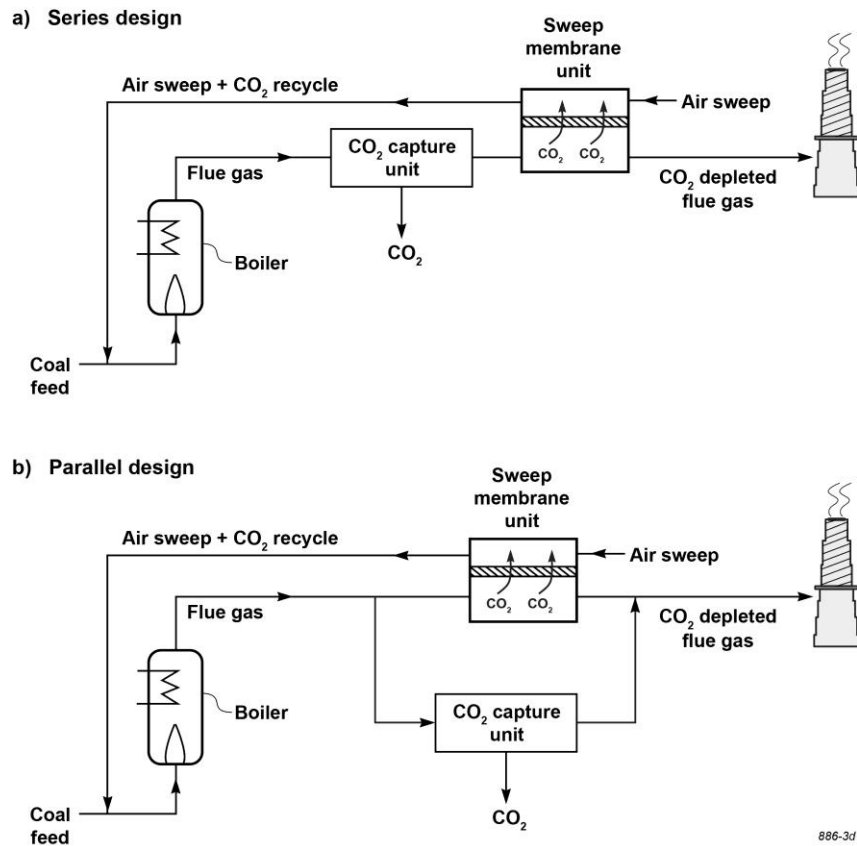 a) Series design
Sweep
membrane
unit
Air sweep + CO₂ recycle
Air sweep
CO₂ capture
unit
Flue gas
CO₂
CO₂
CO₂ depleted
flue gas
CO₂
Boiler
Coal
feed
b) Parallel design
Sweep
membrane
unit
Air sweep + CO₂ recycle
Air sweep
Flue gas
CO₂
CO₂
CO₂ depleted
flue gas
Boiler
CO₂ capture
unit
Coal
feed
CO₂
886-3d